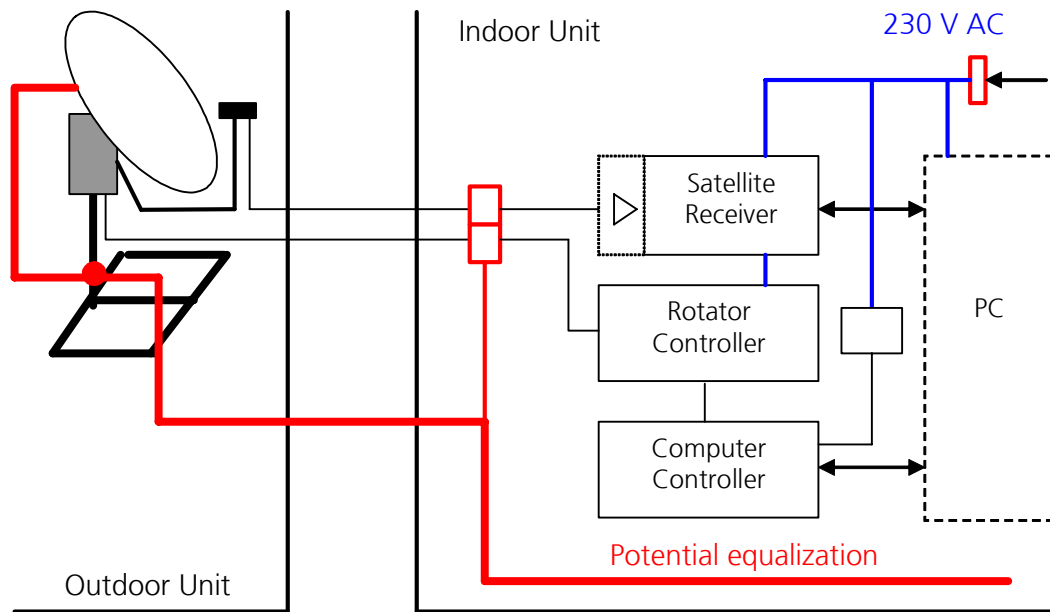 Indoor Unit
230 V AC
Satellite
Receiver
Rotator
Controller
PC
Computer
Controller
Potential equalization
Outdoor Unit